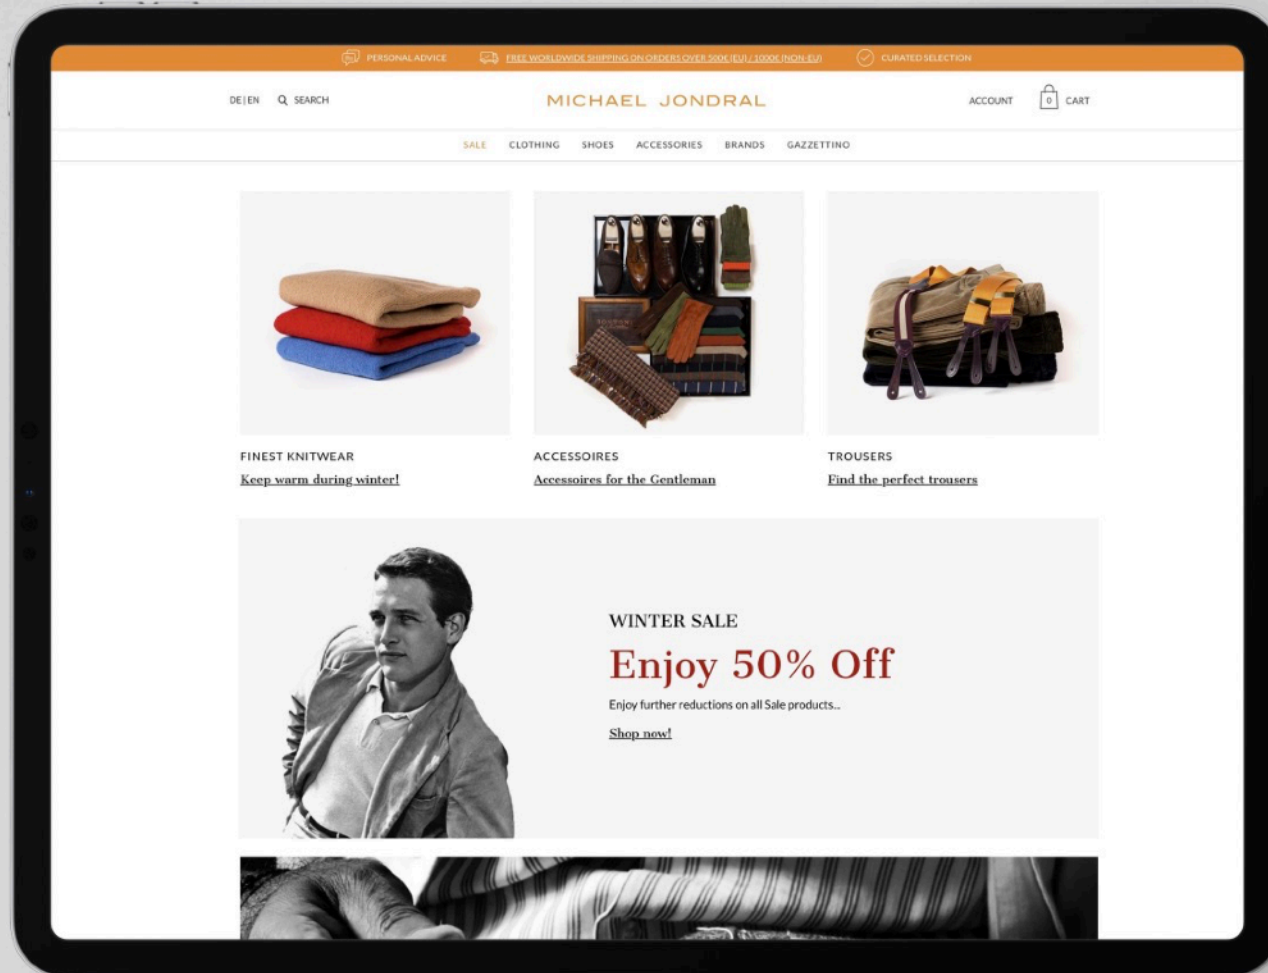 PERSONAL ADVICE
FREE WORLDWIDE SHIPPING ON ORDERS OVER 500€ (EU) / 1000€ (NON-EU)
CURATED SELECTION
DE|EN
SEARCH
MICHAEL JONDRAL
ACCOUNT
0
CART
SALE CLOTHING SHOES ACCESSORIES BRANDS GAZZETTINO
FINEST KNITWEAR
Keep warm during winter!
ACCESSOIRES
Accessoires for the Gentleman
TROUSERS
Find the perfect trousers
WINTER SALE
Enjoy 50% Off
Enjoy further reductions on all Sale products...
Shop now!